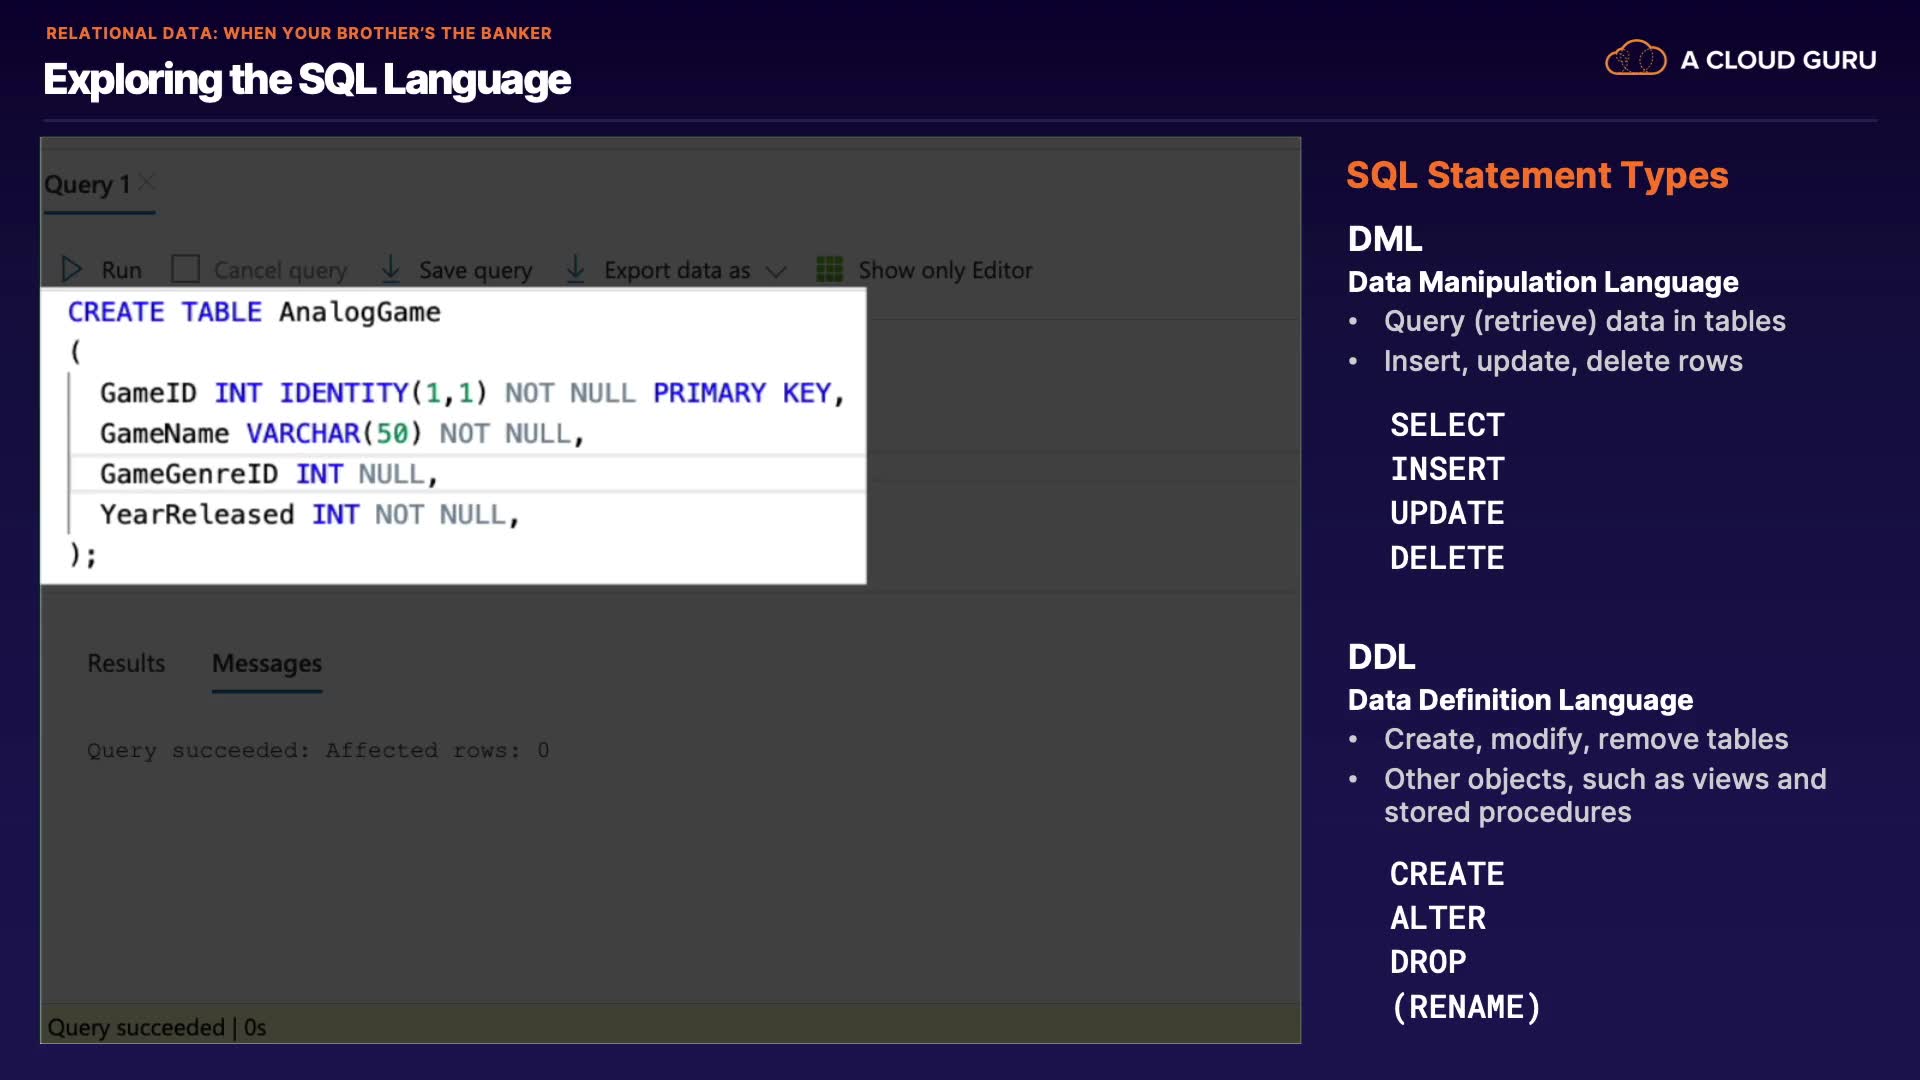 RELATIONAL DATA: WHEN YOUR BROTHER'S THE BANKER
Exploring the SQL Language
A CLOUD GURU
Query 1
Run Cancel query Save query Export data as Show only Editor
CREATE TABLE AnalogGame
(
GameID INT IDENTITY(1,1) NOT NULL PRIMARY KEY,
GameName VARCHAR(50) NOT NULL,
GameGenreID INT NULL,
YearReleased INT NOT NULL,
);
Results Messages
Query succeeded: Affected rows: 0
Query succeeded | 0s
SQL Statement Types
DML
Data Manipulation Language
• Query (retrieve) data in tables
• Insert, update, delete rows
SELECT
INSERT
UPDATE
DELETE
DDL
Data Definition Language
• Create, modify, remove tables
• Other objects, such as views and
stored procedures
CREATE
ALTER
DROP
(RENAME)